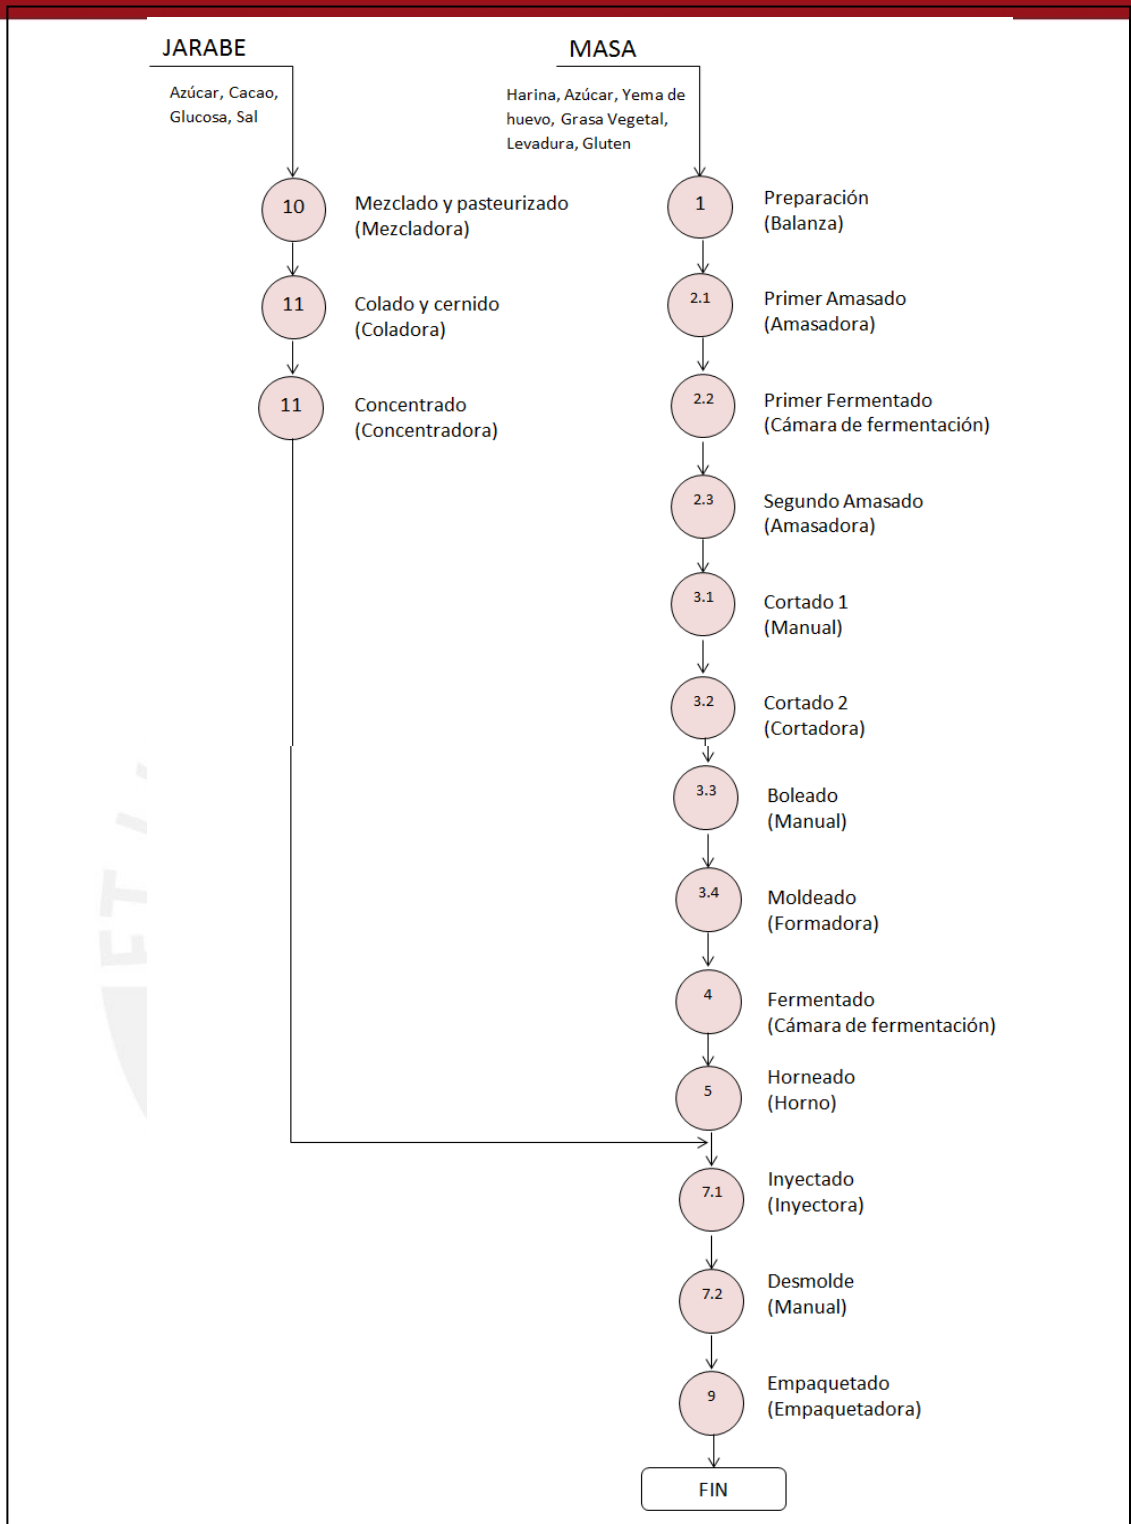 JARABE
Azúcar, Cacao,
Glucosa, Sal
10
Mezclado y pasteurizado
(Mezcladora)
11
Colado y cernido
(Coladora)
11
Concentrado
(Concentradora)
MASA
Harina, Azúcar, Yema de
huevo, Grasa Vegetal,
Levadura, Gluten
1
Preparación
(Balanza)
2.1
Primer Amasado
(Amasadora)
2.2
Primer Fermentado
(Cámara de fermentación)
2.3
Segundo Amasado
(Amasadora)
3.1
Cortado 1
(Manual)
3.2
Cortado 2
(Cortadora)
3.3
Boleado
(Manual)
3.4
Moldeado
(Formadora)
4
Fermentado
(Cámara de fermentación)
5
Horneado
(Horno)
7.1
Inyectado
(Inyectora)
7.2
Desmolde
(Manual)
9
Empaquetado
(Empaquetadora)
FIN